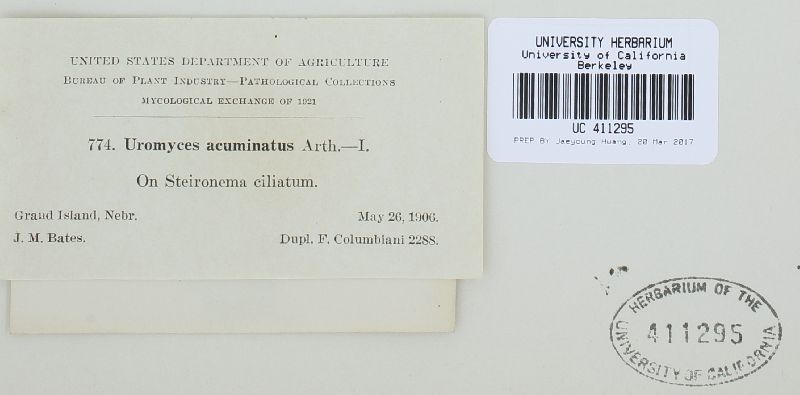 UNITED STATES DEPARTMENT OF AGRICULTURE
BUREAU OF PLANT INDUSTRY—PATHOLOGICAL COLLECTIONS
MYCOLOGICAL EXCHANGE OF 1921
774. Uromyces acuminatus Arth.—I.
On Steironema ciliatum.
Grand Island, Nebr. May 26, 1906.
J. M. Bates. Dupl. F. Columbiani 2288.
UNIVERSITY HERBARIUM
University of California
Berkeley
UC 411295
PREP BY Jaeyoung Huang, 20 Mar 2017
HERBARIUM OF THE
411295
UNIVERSITY OF CALIFORNIA